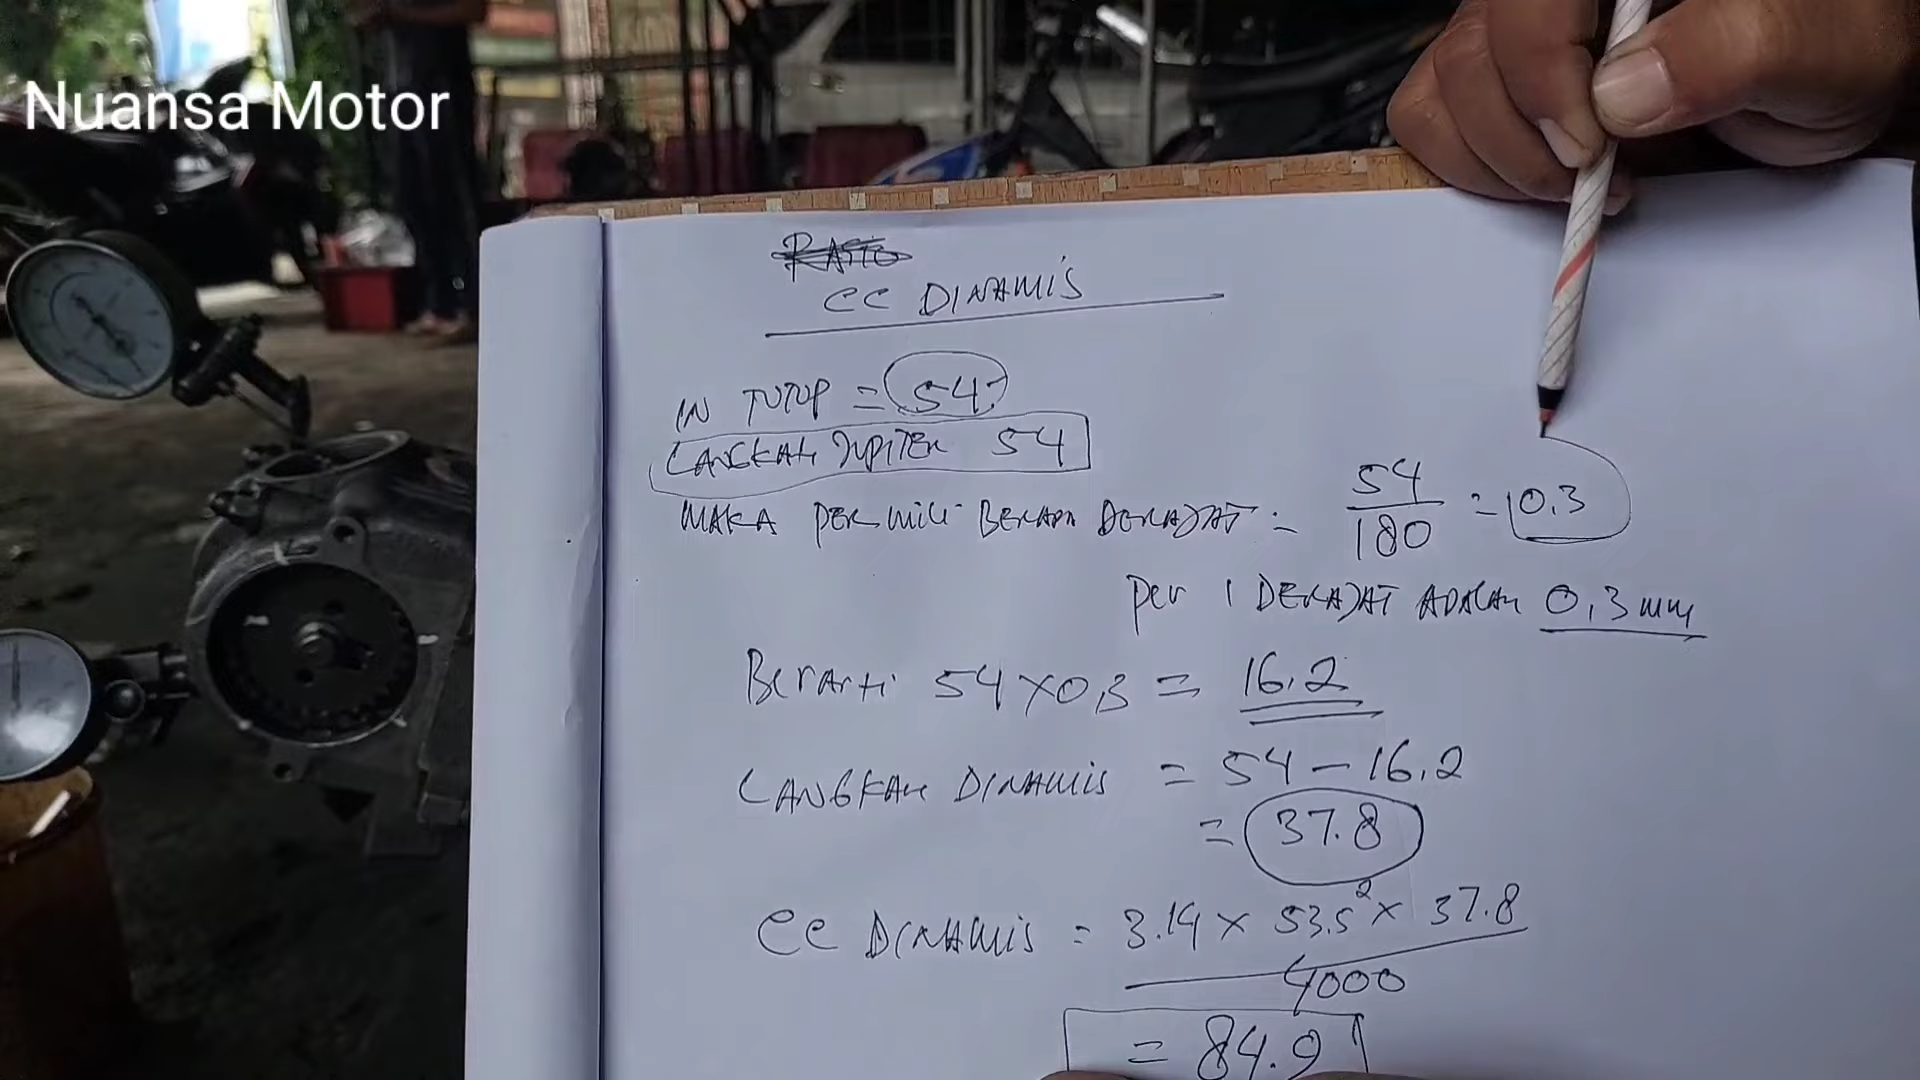 Nuansa Motor
RATIO
CC DINAMIS
IN TUTUP = 54°
LANGKAH JUPITER 54
MAKA PER MILI BERAPA DERAJAT = 54/180 = 0.3
Per 1 DERAJAT ADALAH 0,3 mm
Berarti 54 x 0,3 = 16.2
LANGKAH DINAMIS = 54 - 16,2
= 37.8
CC DINAMIS = 3.14 x 53,5² x 37.8
4000
= 84.9